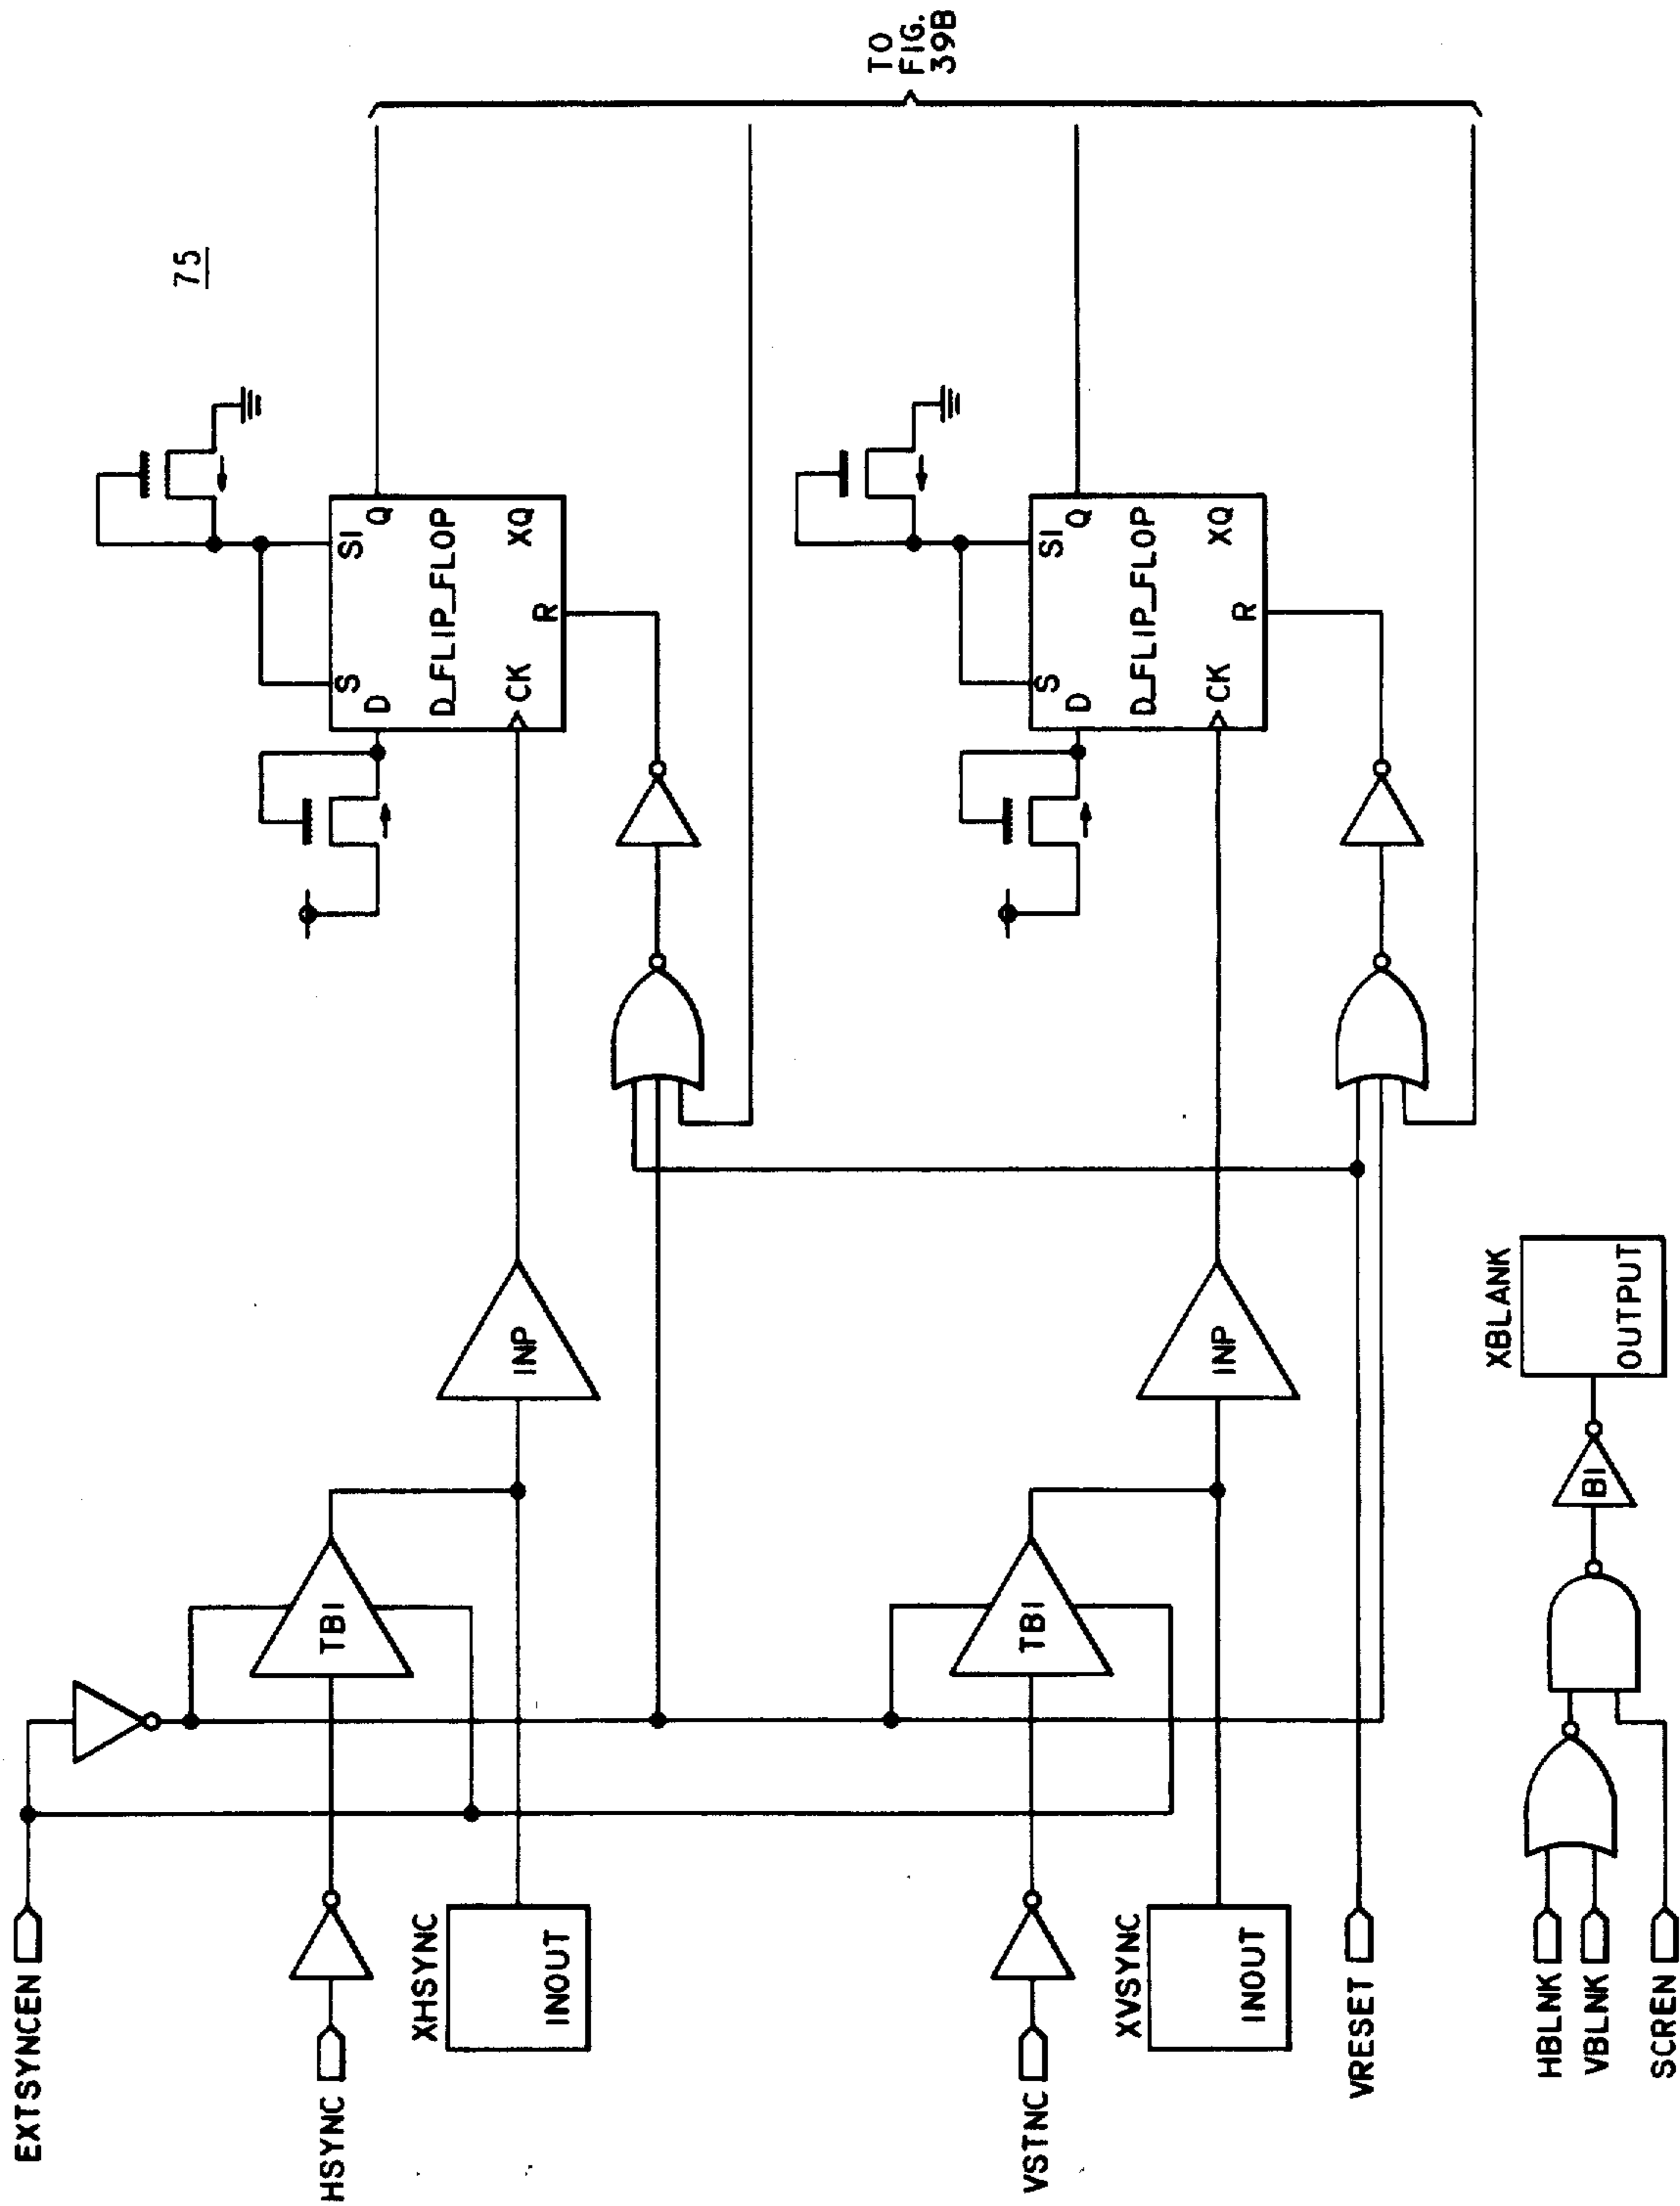 75
EXTSYNCEN
HSYNC
TBI
XHSYNC
INOUT
INP
S
SI
D
Q
D_FLIP_FLOP
CK
XQ
R
TO
FIG.
39B
VSTNC
TBI
XVSYNC
INOUT
INP
S
SI
D
Q
D_FLIP_FLOP
CK
XQ
R
VRESET
HBLNK
VBLNK
SCREN
BI
XBLANK
OUTPUT